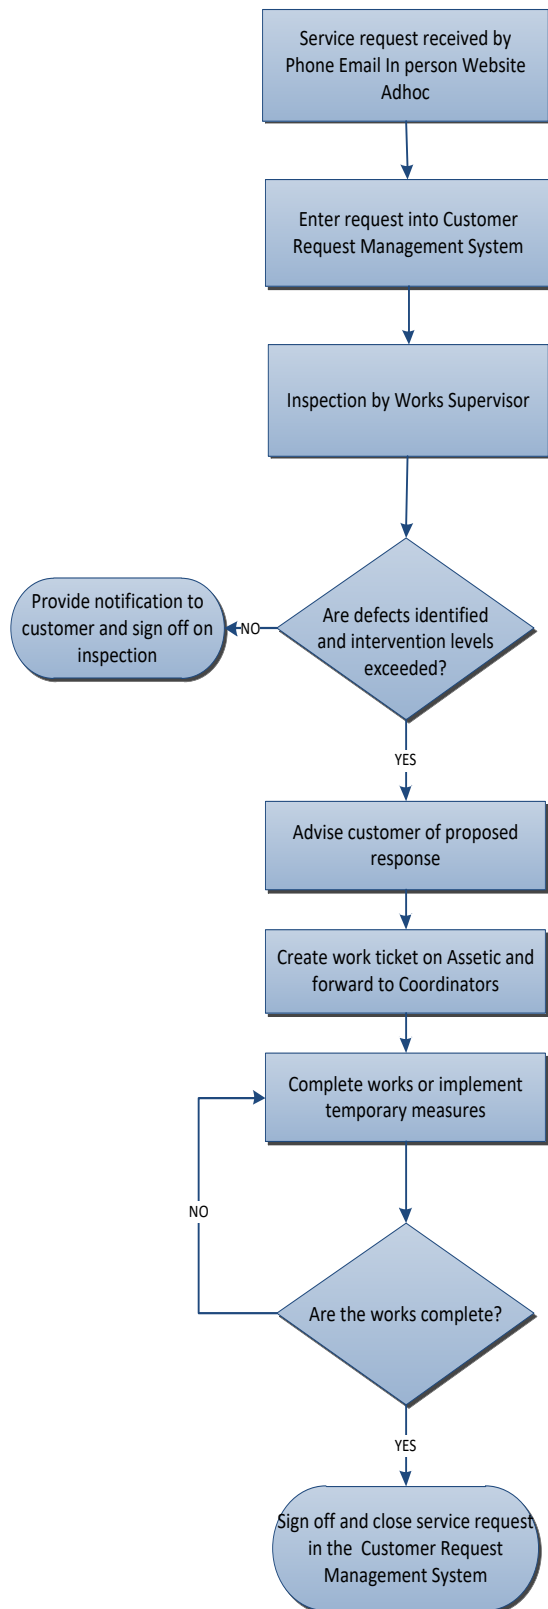 Service request received by
Phone Email In person Website
Adhoc
Enter request into Customer
Request Management System
Inspection by Works Supervisor
Are defects identified
and intervention levels
exceeded?
NO
Provide notification to
customer and sign off on
inspection
YES
Advise customer of proposed
response
Create work ticket on Assetic and
forward to Coordinators
Complete works or implement
temporary measures
NO
Are the works complete?
YES
Sign off and close service request
in the Customer Request
Management System